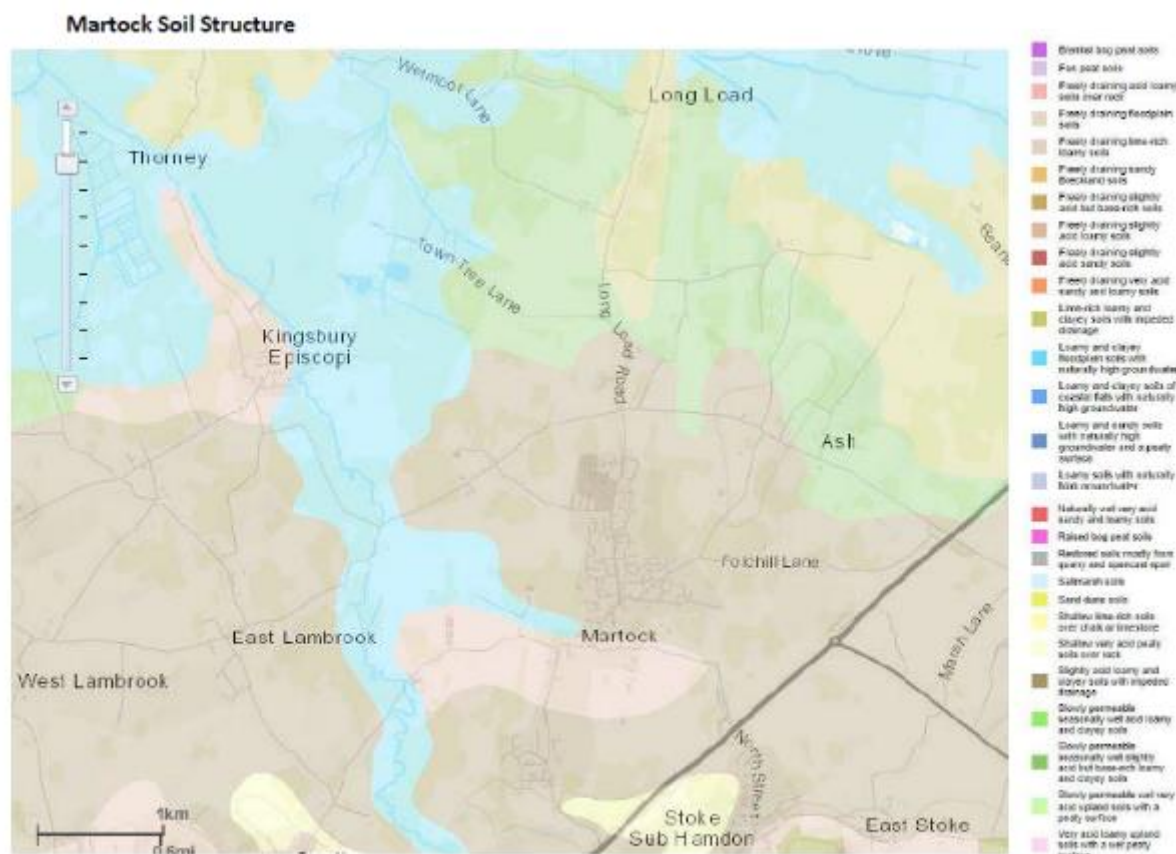 Martock Soil Structure
Wetmoor Lane
Long Load
Thorney
Town Tree Lane
Long Load Road
Kingsbury
Episcopi
Ash
Foldhill Lane
East Lambrook
Martock
Marsh Lane
West Lambrook
North Street
Stoke
Sub Hamdon
East Stoke
1km
0.6mi
Blanket bog peat soils
Fen peat soils
Freely draining acid loamy
soils over rock
Freely draining floodplain
soils
Freely draining lime-rich
loamy soils
Freely draining sandy
Breckland soils
Freely draining slightly
acid but base-rich soils
Freely draining slightly
acid loamy soils
Freely draining slightly
acid sandy soils
Freely draining very acid
sandy and loamy soils
Lime-rich loamy and
clayey soils with impeded
drainage
Loamy and clayey
floodplain soils with
naturally high groundwater
Loamy and clayey soils of
coastal flats with naturally
high groundwater
Loamy and sandy soils
with naturally high
groundwater and a peaty
surface
Loamy soils with naturally
high groundwater
Naturally wet very acid
sandy and loamy soils
Raised bog peat soils
Restored soils mostly from
quarry and opencast spoil
Saltmarsh soils
Sand dune soils
Shallow lime-rich soils
over chalk or limestone
Shallow very acid peaty
soils over rock
Slightly acid loamy and
clayey soils with impeded
drainage
Slowly permeable
seasonally wet acid loamy
and clayey soils
Slowly permeable
seasonally wet slightly
acid but base-rich loamy
and clayey soils
Slowly permeable wet very
acid upland soils with a
peaty surface
Very acid loamy upland
soils with a wet peaty